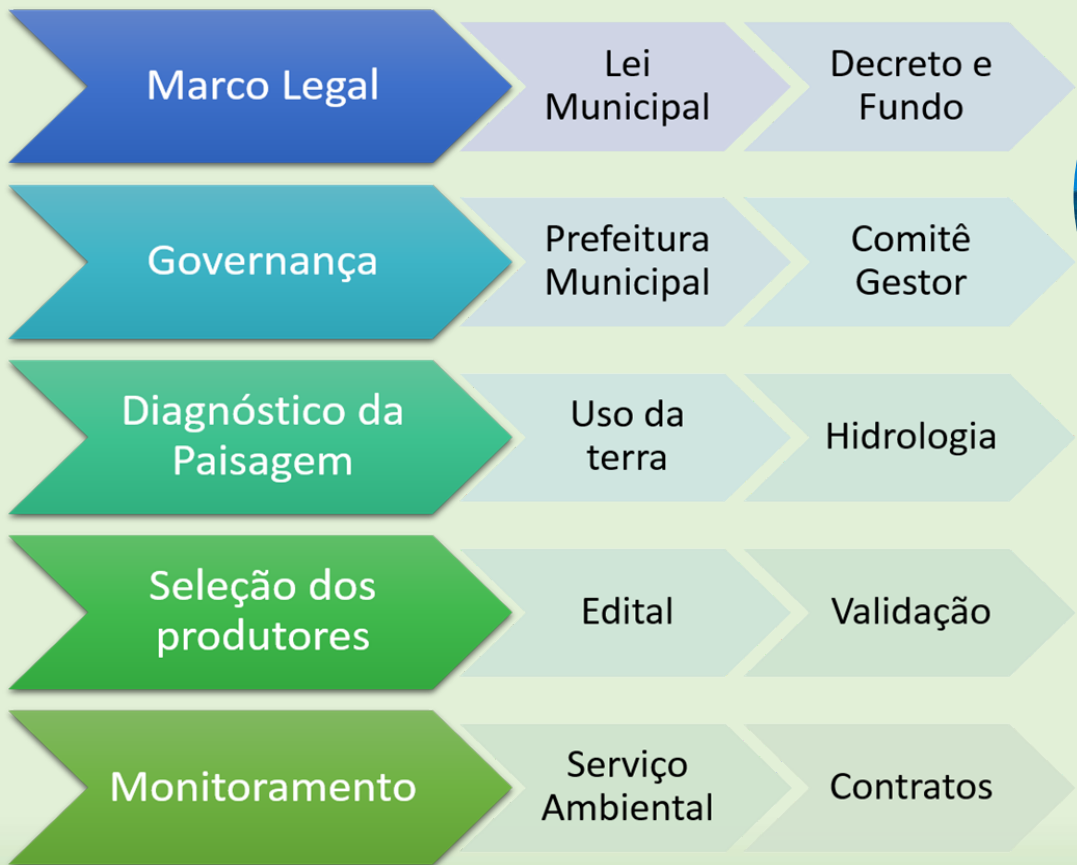 Marco Legal
Lei
Municipal
Decreto e
Fundo
Governança
Prefeitura
Municipal
Comitê
Gestor
Diagnóstico da
Paisagem
Uso da
terra
Hidrologia
Seleção dos
produtores
Edital
Validação
Monitoramento
Serviço
Ambiental
Contratos